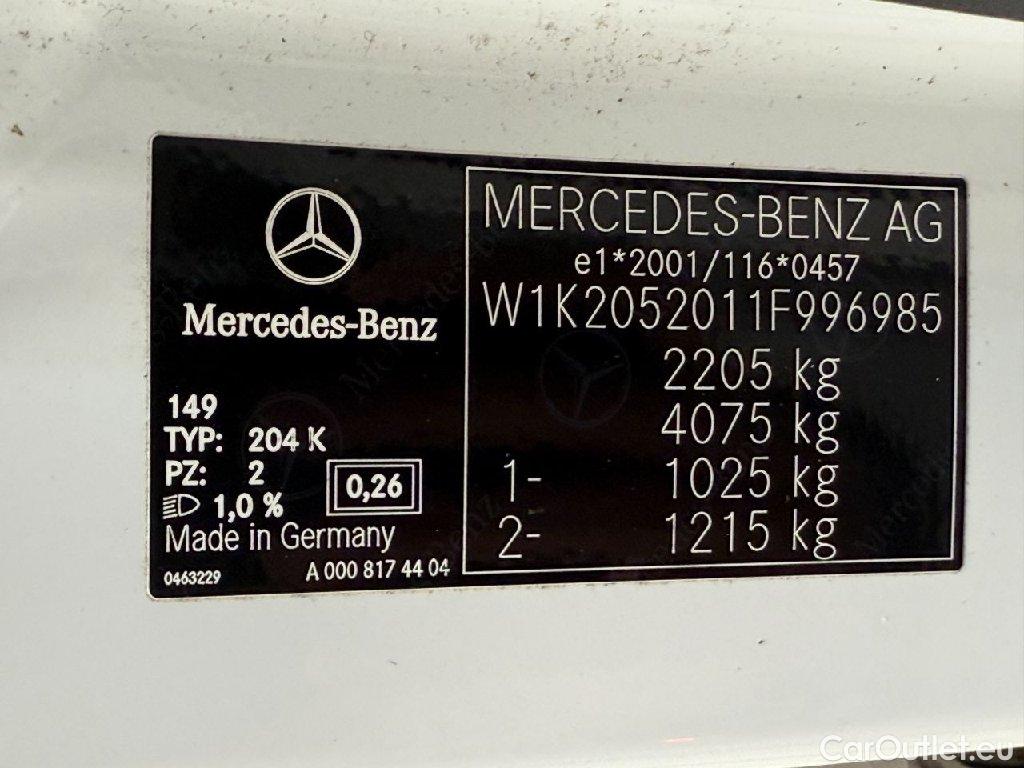 Mercedes-Benz
149
TYP: 204 K
PZ: 2
1,0 %
0,26
Made in Germany
0463229 A 000 817 44 04
MERCEDES-BENZ AG
e1*2001/116*0457
W1K2052011F996985
2205 kg
4075 kg
1- 1025 kg
2- 1215 kg
CarOutlet.eu